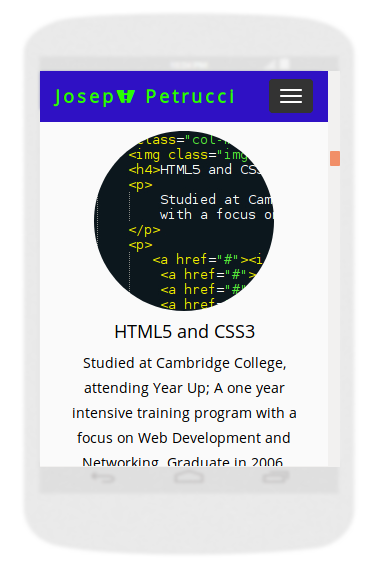 Josep Petrucci
class="col-m
<img class="img
<h4>HTML5 and CSS
<p>
Studied at Cam
with a focus o
</p>
<p>
<a href="#"><i
<a href="#">
<a href="#"
<a href=
HTML5 and CSS3
Studied at Cambridge College,
attending Year Up; A one year
intensive training program with a
focus on Web Development and
Networking. Graduate in 2006